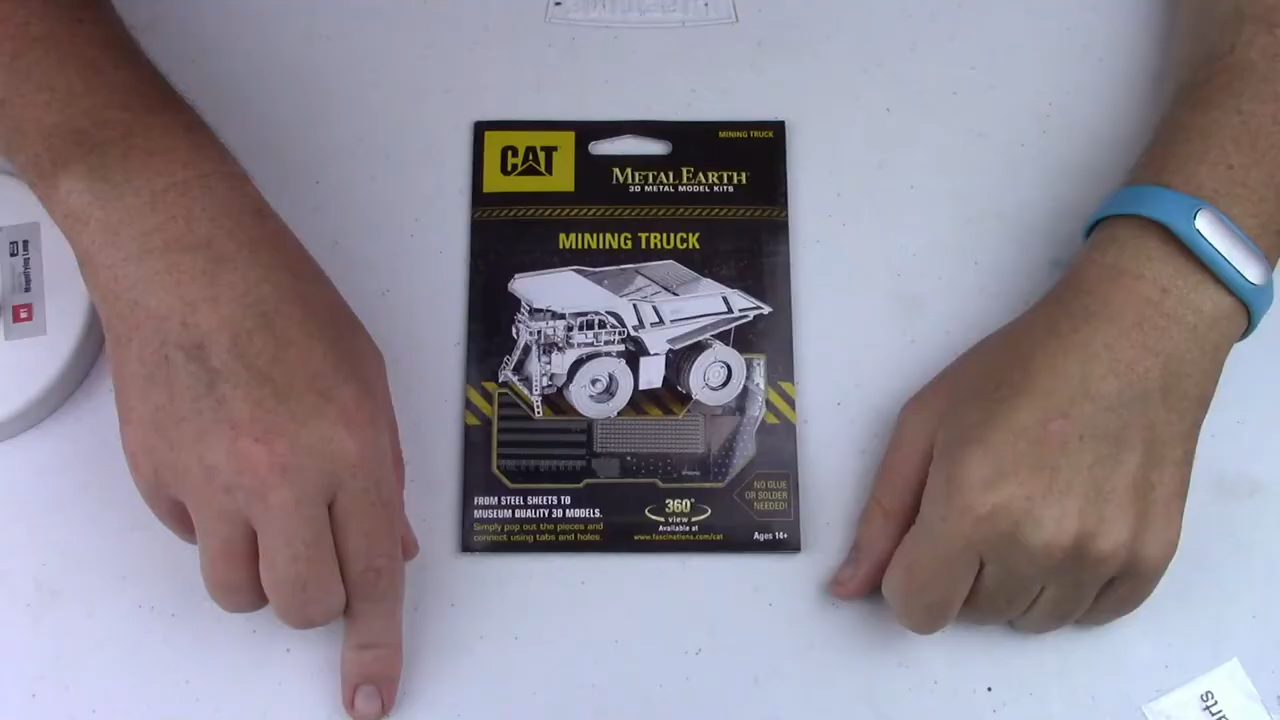 MINING TRUCK
CAT
METAL EARTH
3D METAL MODEL KITS
MINING TRUCK
Magnifying Lamp
NO GLUE
OR SOLDER
NEEDED!
FROM STEEL SHEETS TO
MUSEUM QUALITY 3D MODELS.
Simply pop out the pieces and
connect using tabs and holes.
360°
view
Available at
www.fascinations.com/cat
Ages 14+